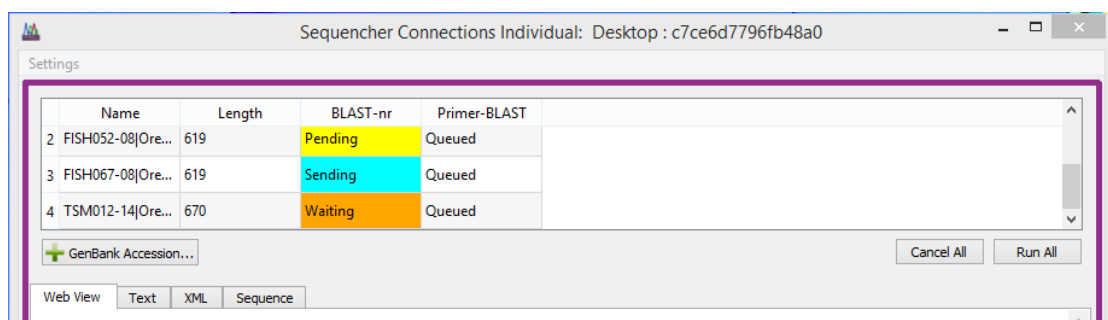 Sequencher Connections Individual: Desktop : c7ce6d7796fb48a0
Settings
Name Length BLAST-nr Primer-BLAST
2 FISH052-08|Ore... 619 Pending Queued
3 FISH067-08|Ore... 619 Sending Queued
4 TSM012-14|Ore... 670 Waiting Queued
GenBank Accession... Cancel All Run All
Web View Text XML Sequence